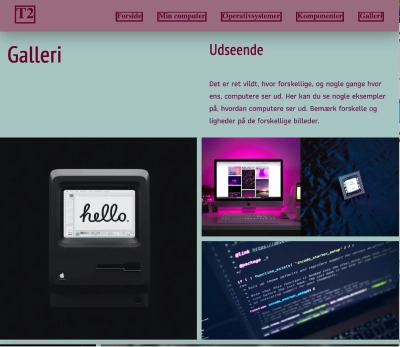 T2
Forside
Min computer
Operativsystemer
Komponenter
Galleri
Galleri
Udseende
Det er ret vildt, hvor forskellige, og nogle gange hvor
ens, computere ser ud. Her kan du se nogle eksempler
på, hvordan computere ser ud. Bemærk forskelle og
ligheder på de forskellige billeder.
hello.
@link
@package